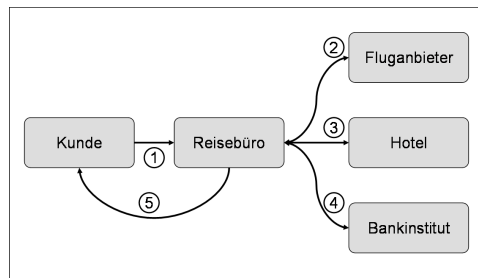 Kunde
①
Reisebüro
②
Fluganbieter
③
Hotel
④
Bankinstitut
⑤